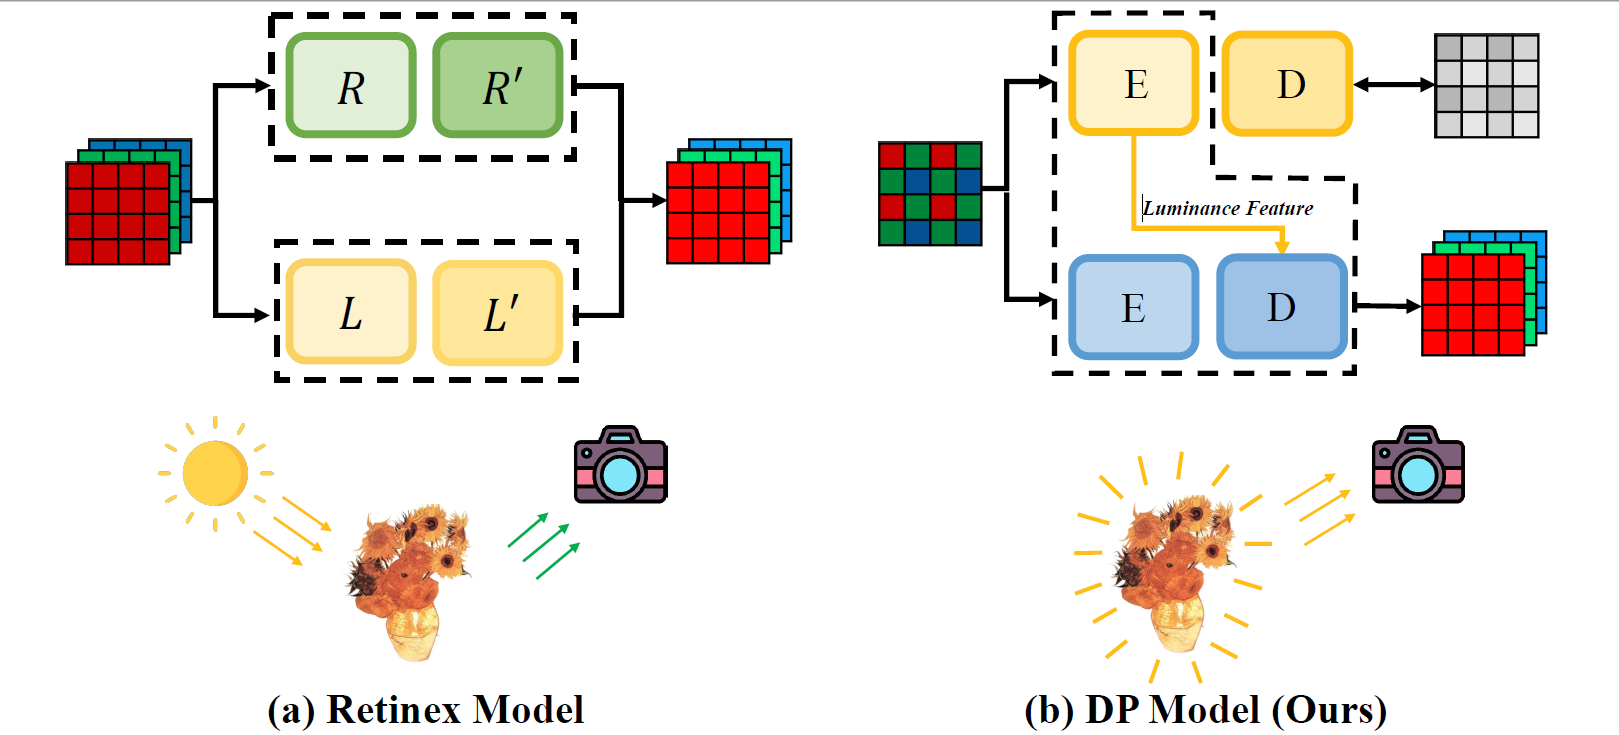 R R′
L L′
E D
Luminance Feature
E D
(a) Retinex Model
(b) DP Model (Ours)